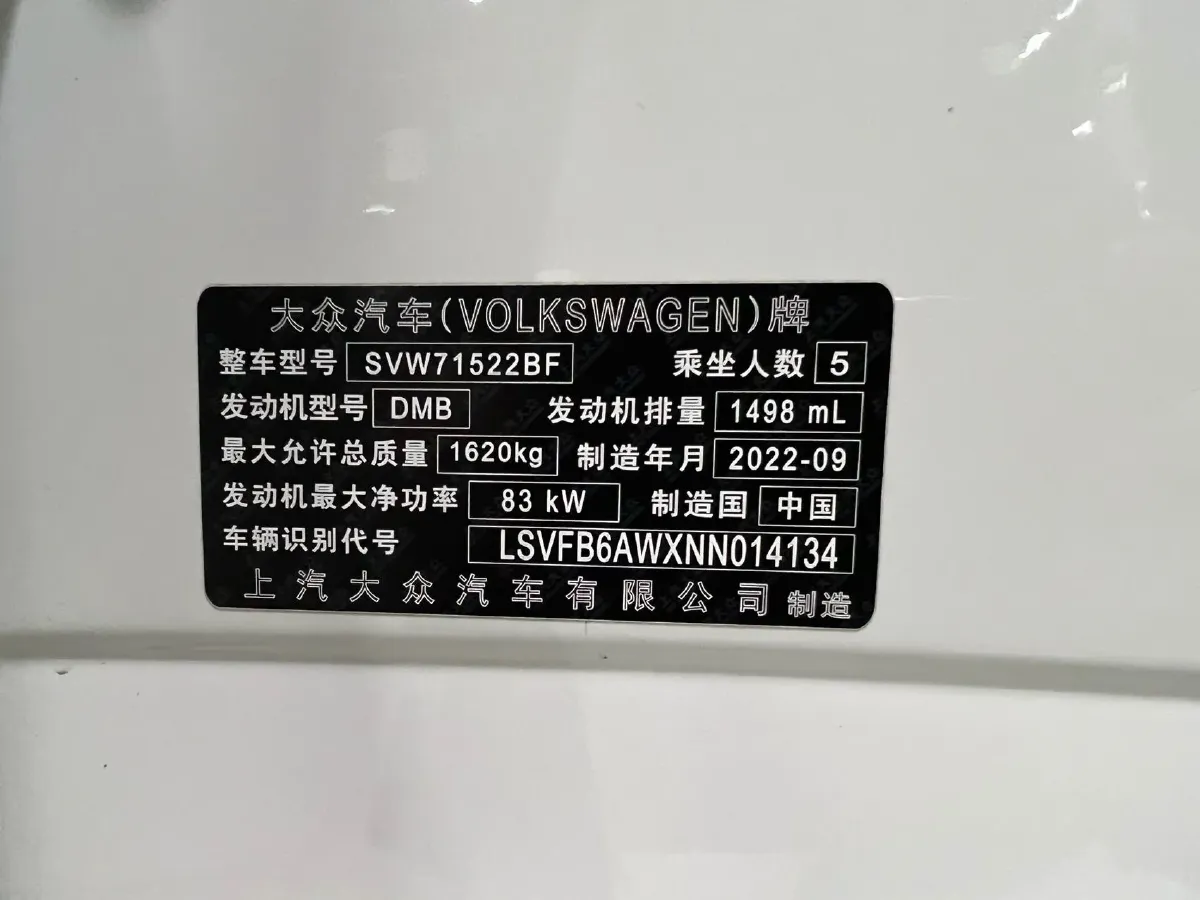 大众汽车(VOLKSWAGEN)牌
整车型号 SVW71522BF 乘坐人数 5
发动机型号 DMB 发动机排量 1498 mL
最大允许总质量 1620kg 制造年月 2022-09
发动机最大净功率 83 kW 制造国 中国
车辆识别代号 LSVFB6AWXNN014134
上汽大众汽车有限公司 制造